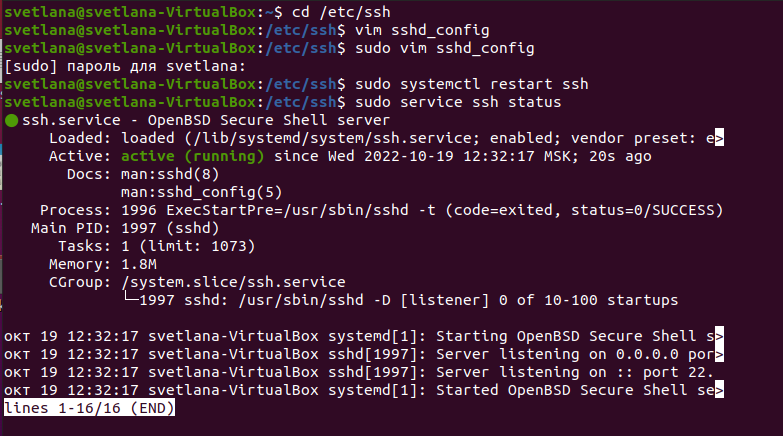 svetlana@svetlana-VirtualBox:~$ cd /etc/ssh
svetlana@svetlana-VirtualBox:/etc/ssh$ vim sshd_config
svetlana@svetlana-VirtualBox:/etc/ssh$ sudo vim sshd_config
[sudo] пароль для svetlana:
svetlana@svetlana-VirtualBox:/etc/ssh$ sudo systemctl restart ssh
svetlana@svetlana-VirtualBox:/etc/ssh$ sudo service ssh status
● ssh.service - OpenBSD Secure Shell server
     Loaded: loaded (/lib/systemd/system/ssh.service; enabled; vendor preset: e>
     Active: active (running) since Wed 2022-10-19 12:32:17 MSK; 20s ago
       Docs: man:sshd(8)
             man:sshd_config(5)
    Process: 1996 ExecStartPre=/usr/sbin/sshd -t (code=exited, status=0/SUCCESS)
   Main PID: 1997 (sshd)
      Tasks: 1 (limit: 1073)
     Memory: 1.8M
     CGroup: /system.slice/ssh.service
             └─1997 sshd: /usr/sbin/sshd -D [listener] 0 of 10-100 startups
окт 19 12:32:17 svetlana-VirtualBox systemd[1]: Starting OpenBSD Secure Shell s>
окт 19 12:32:17 svetlana-VirtualBox sshd[1997]: Server listening on 0.0.0.0 por>
окт 19 12:32:17 svetlana-VirtualBox sshd[1997]: Server listening on :: port 22.
окт 19 12:32:17 svetlana-VirtualBox systemd[1]: Started OpenBSD Secure Shell se>
lines 1-16/16 (END)